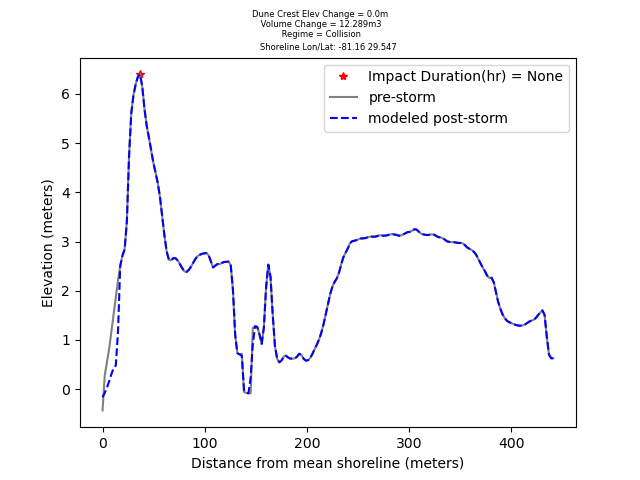 Dune Crest Elev Change = 0.0m
Volume Change = 12.289m3
Regime = Collision
Shoreline Lon/Lat: -81.16 29.547
Impact Duration(hr) = None
pre-storm
modeled post-storm
Elevation (meters)
6
5
4
3
2
1
0
0 100 200 300 400
Distance from mean shoreline (meters)